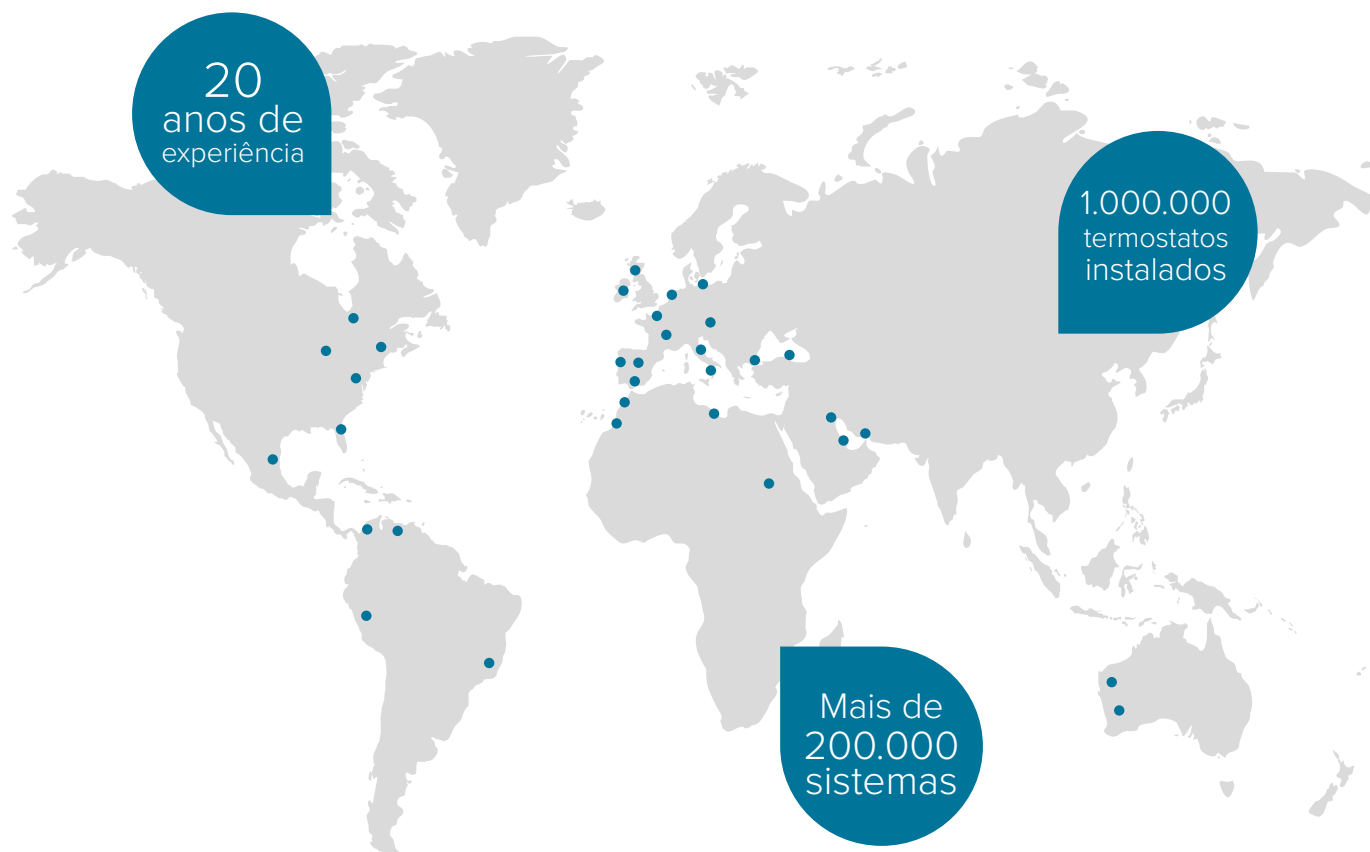 20
anos de
experiência
1.000.000
termostatos
instalados
Mais de
200.000
sistemas